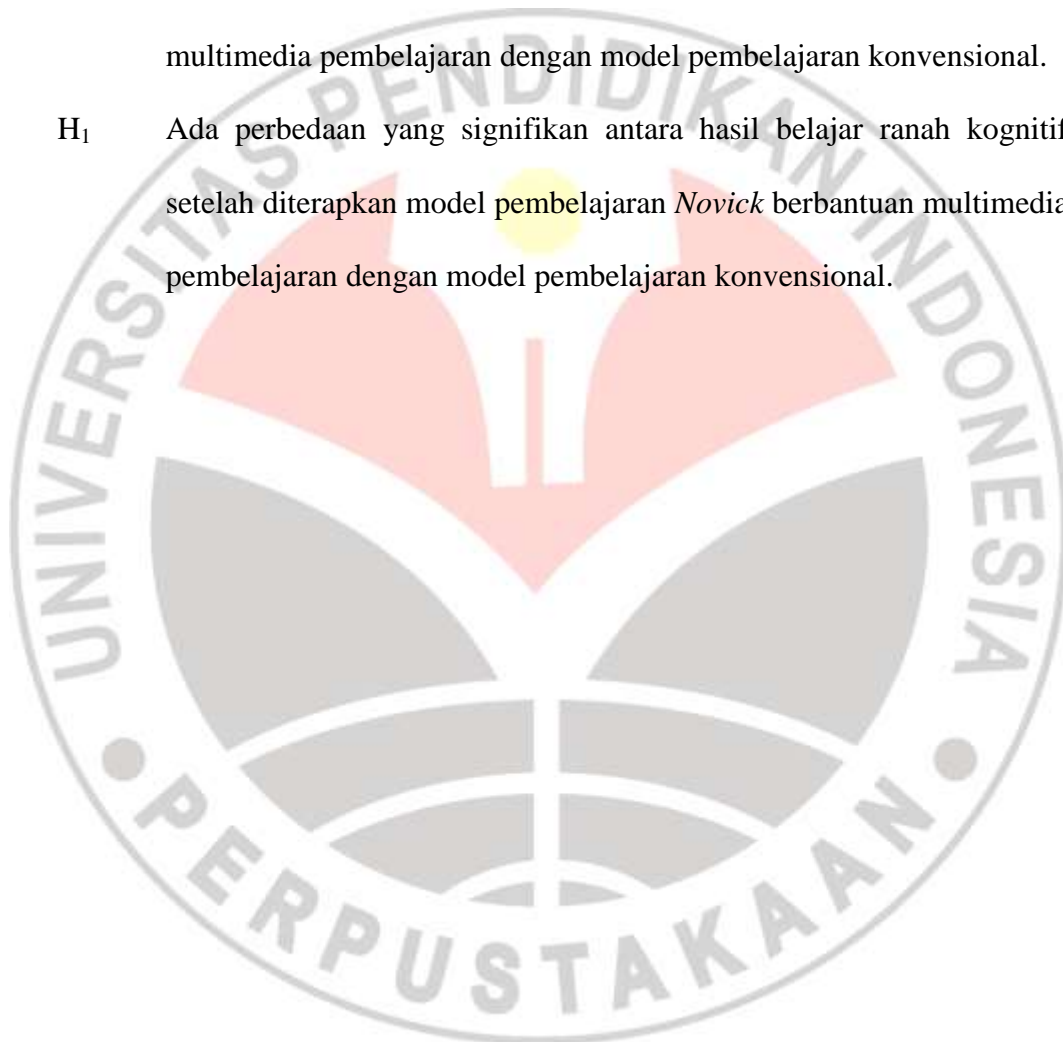 multimedia pembelajaran dengan model pembelajaran konvensional.
H₁ Ada perbedaan yang signifikan antara hasil belajar ranah kognitif
setelah diterapkan model pembelajaran Novick berbantuan multimedia
pembelajaran dengan model pembelajaran konvensional.
UNIVERSITAS PENDIDIKAN INDONESIA
PERPUSTAKAAN